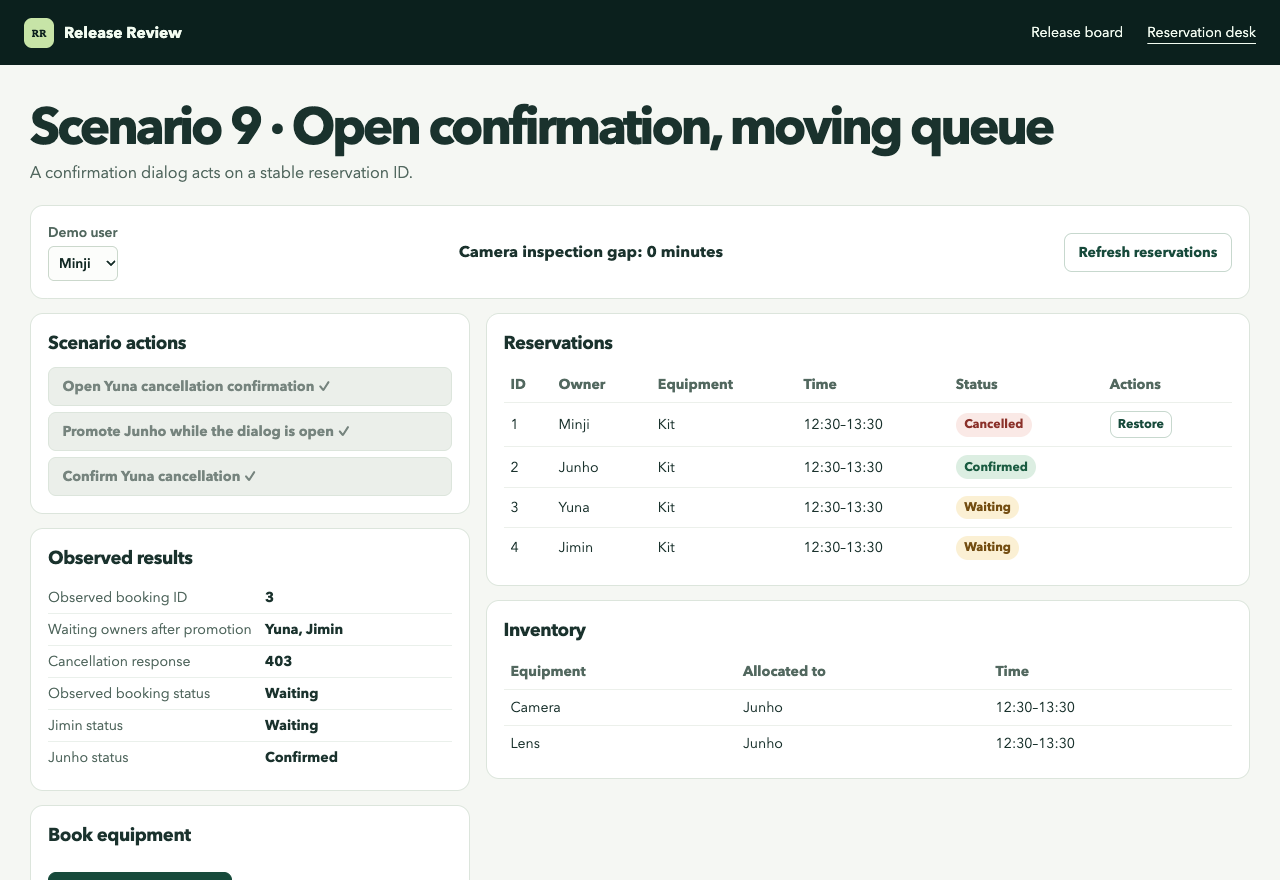 RR Release Review Release board Reservation desk
Scenario 9 · Open confirmation, moving queue
A confirmation dialog acts on a stable reservation ID.
Demo user
Minji
Camera inspection gap: 0 minutes
Refresh reservations
Scenario actions
Open Yuna cancellation confirmation ✓
Promote Junho while the dialog is open ✓
Confirm Yuna cancellation ✓
Observed results
Observed booking ID 3
Waiting owners after promotion Yuna, Jimin
Cancellation response 403
Observed booking status Waiting
Jimin status Waiting
Junho status Confirmed
Book equipment
Reservations
ID Owner Equipment Time Status Actions
1 Minji Kit 12:30–13:30 Cancelled Restore
2 Junho Kit 12:30–13:30 Confirmed
3 Yuna Kit 12:30–13:30 Waiting
4 Jimin Kit 12:30–13:30 Waiting
Inventory
Equipment Allocated to Time
Camera Junho 12:30–13:30
Lens Junho 12:30–13:30